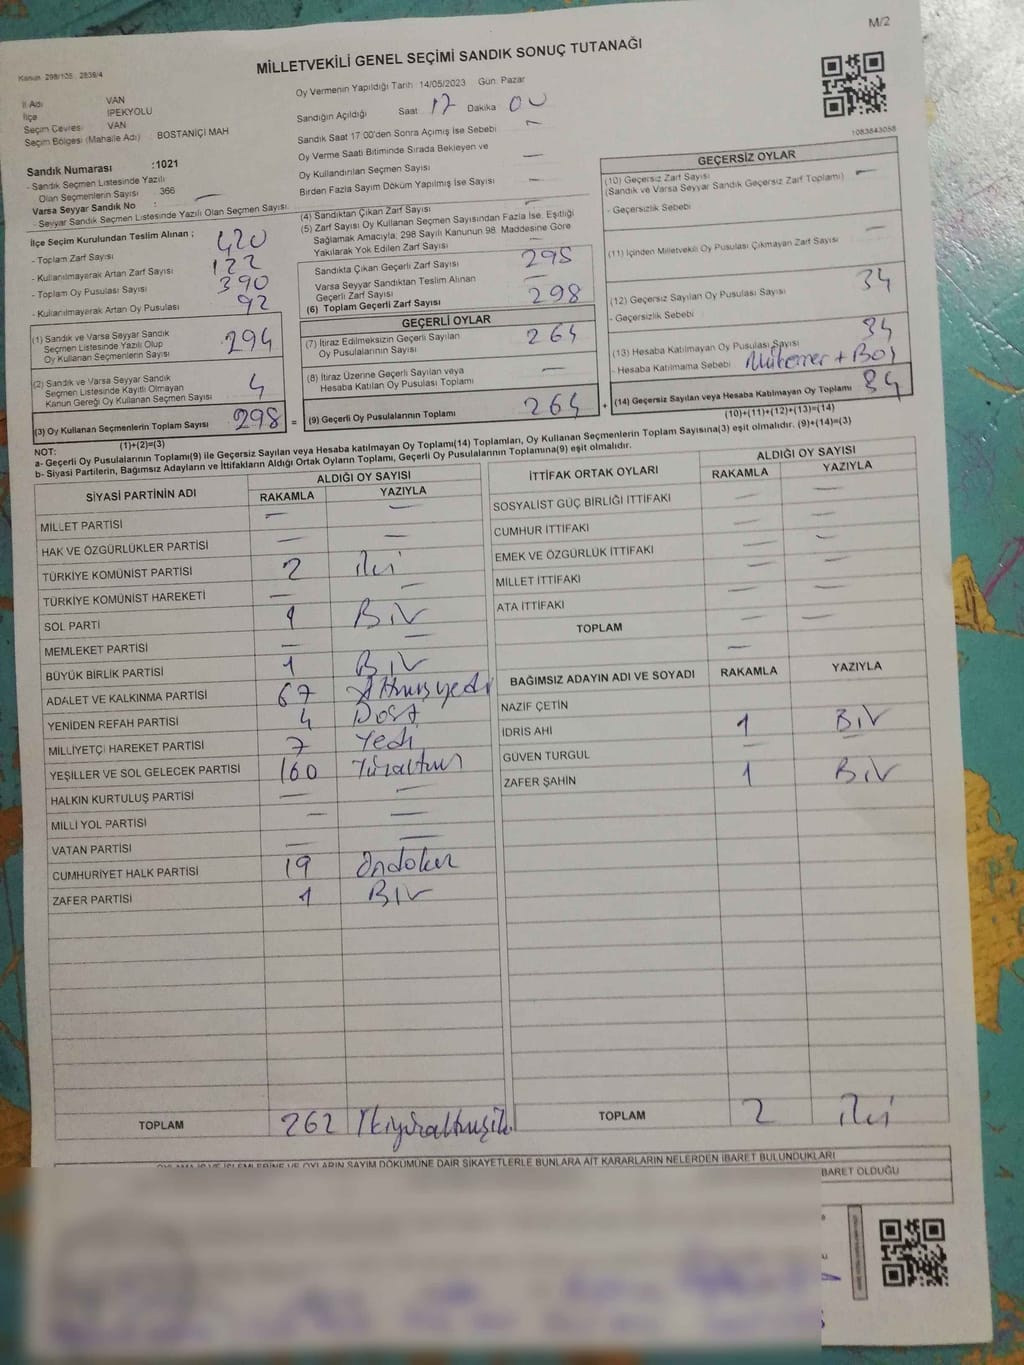 M/2
Kanun 298/105 , 2839/4
MİLLETVEKİLİ GENEL SEÇİMİ SANDIK SONUÇ TUTANAĞI
İl Adı VAN
İlçe İPEKYOLU
Seçim Çevresi VAN
Seçim Bölgesi (Mahalle Adı) BOSTANİÇİ MAH
Sandık Numarası :1021
- Sandık Seçmen Listesinde Yazılı
Olan Seçmenlerin Sayısı 366
Varsa Seyyar Sandık No :
- Seyyar Sandık Seçmen Listesinde Yazılı Olan Seçmen Sayısı:
Oy Vermenin Yapıldığı Tarih : 14/05/2023 Gün: Pazar
Sandığın Açıldığı Saat 17 Dakika 00
Sandık Saat 17:00'den Sonra Açımış İse Sebebi —
Oy Verme Saati Bitiminde Sırada Bekleyen ve
Oy Kullandırılan Seçmen Sayısı —
Birden Fazla Sayım Döküm Yapılmış İse Sayısı —
1083843058
İlçe Seçim Kurulundan Teslim Alınan ;
- Toplam Zarf Sayısı 420
- Kullanılmayarak Artan Zarf Sayısı 122
- Toplam Oy Pusulası Sayısı 390
- Kullanılmayarak Artan Oy Pusulası 92
(1) Sandık ve Varsa Seyyar Sandık
Seçmen Listesinde Yazılı Olup
Oy Kullanan Seçmenlerin Sayısı 294
(2) Sandık ve Varsa Seyyar Sandık
Seçmen Listesinde Kayıtlı Olmayan
Kanun Gereği Oy Kullanan Seçmen Sayısı 4
(3) Oy Kullanan Seçmenlerin Toplam Sayısı 298
(1)+(2)=(3)
(4) Sandıktan Çıkan Zarf Sayısı —
(5) Zarf Sayısı Oy Kullanan Seçmen Sayısından Fazla İse, Eşitliği
Sağlamak Amacıyla, 298 Sayılı Kanunun 98. Maddesine Göre
Yakılarak Yok Edilen Zarf Sayısı —
Sandıkta Çıkan Geçerli Zarf Sayısı 298
Varsa Seyyar Sandıktan Teslim Alınan
Geçerli Zarf Sayısı —
(6) Toplam Geçerli Zarf Sayısı 298
GEÇERLİ OYLAR
(7) İtiraz Edilmeksizin Geçerli Sayılan
Oy Pusulalarının Sayısı 264
(8) İtiraz Üzerine Geçerli Sayılan veya
Hesaba Katılan Oy Pusulası Toplamı —
= (9) Geçerli Oy Pusulalarının Toplamı 264
GEÇERSİZ OYLAR
(10) Geçersiz Zarf Sayısı —
(Sandık ve Varsa Seyyar Sandık Geçersiz Zarf Toplamı)
- Geçersizlik Sebebi
(11) İçinden Milletvekili Oy Pusulası Çıkmayan Zarf Sayısı —
(12) Geçersiz Sayılan Oy Pusulası Sayısı 34
- Geçersizlik Sebebi
(13) Hesaba Katılmayan Oy Pusulası Sayısı 34
- Hesaba Katılmama Sebebi
+ (14) Geçersiz Sayılan veya Hesaba Katılmayan Oy Toplamı 34
(10)+(11)+(12)+(13)=(14)
NOT:
a- Geçerli Oy Pusulalarının Toplamı(9) ile Geçersiz Sayılan veya Hesaba katılmayan Oy Toplamı(14) Toplamları, Oy Kullanan Seçmenlerin Toplam Sayısına(3) eşit olmalıdır. (9)+(14)=(3)
b- Siyasi Partilerin, Bağımsız Adayların ve İttifakların Aldığı Ortak Oyların Toplamı, Geçerli Oy Pusulalarının Toplamına(9) eşit olmalıdır.
SİYASİ PARTİNİN ADI ALDIĞI OY SAYISI
RAKAMLA YAZIYLA
MİLLET PARTİSİ — —
HAK VE ÖZGÜRLÜKLER PARTİSİ — —
TÜRKİYE KOMÜNİST PARTİSİ 2 iki
TÜRKİYE KOMÜNİST HAREKETİ — —
SOL PARTİ 1 Bir
MEMLEKET PARTİSİ — —
BÜYÜK BİRLİK PARTİSİ 1 Bir
ADALET VE KALKINMA PARTİSİ 67 Altmışyedi
YENİDEN REFAH PARTİSİ 4 Dört
MİLLİYETÇİ HAREKET PARTİSİ 7 Yedi
YEŞİLLER VE SOL GELECEK PARTİSİ 160 Yüzaltmış
HALKIN KURTULUŞ PARTİSİ — —
MİLLİ YOL PARTİSİ — —
VATAN PARTİSİ — —
CUMHURİYET HALK PARTİSİ 19 Ondokuz
ZAFER PARTİSİ 1 Bir
TOPLAM 262 İkiyüzaltmışiki
İTTİFAK ORTAK OYLARI ALDIĞI OY SAYISI
RAKAMLA YAZIYLA
SOSYALİST GÜÇ BİRLİĞİ İTTİFAKI — —
CUMHUR İTTİFAKI — —
EMEK VE ÖZGÜRLÜK İTTİFAKI — —
MİLLET İTTİFAKI — —
ATA İTTİFAKI — —
TOPLAM — —
BAĞIMSIZ ADAYIN ADI VE SOYADI RAKAMLA YAZIYLA
NAZİF ÇETİN —
İDRİS AHİ 1 Bir
GÜVEN TURGUL — —
ZAFER ŞAHİN 1 Bir
TOPLAM 2 iki
OYLAMA İŞ VE İŞLEMLERİNE VE OYLARIN SAYIM DÖKÜMÜNE DAİR ŞİKAYETLERLE BUNLARA AİT KARARLARIN NELERDEN İBARET BULUNDUKLARI
BARET OLDUĞU